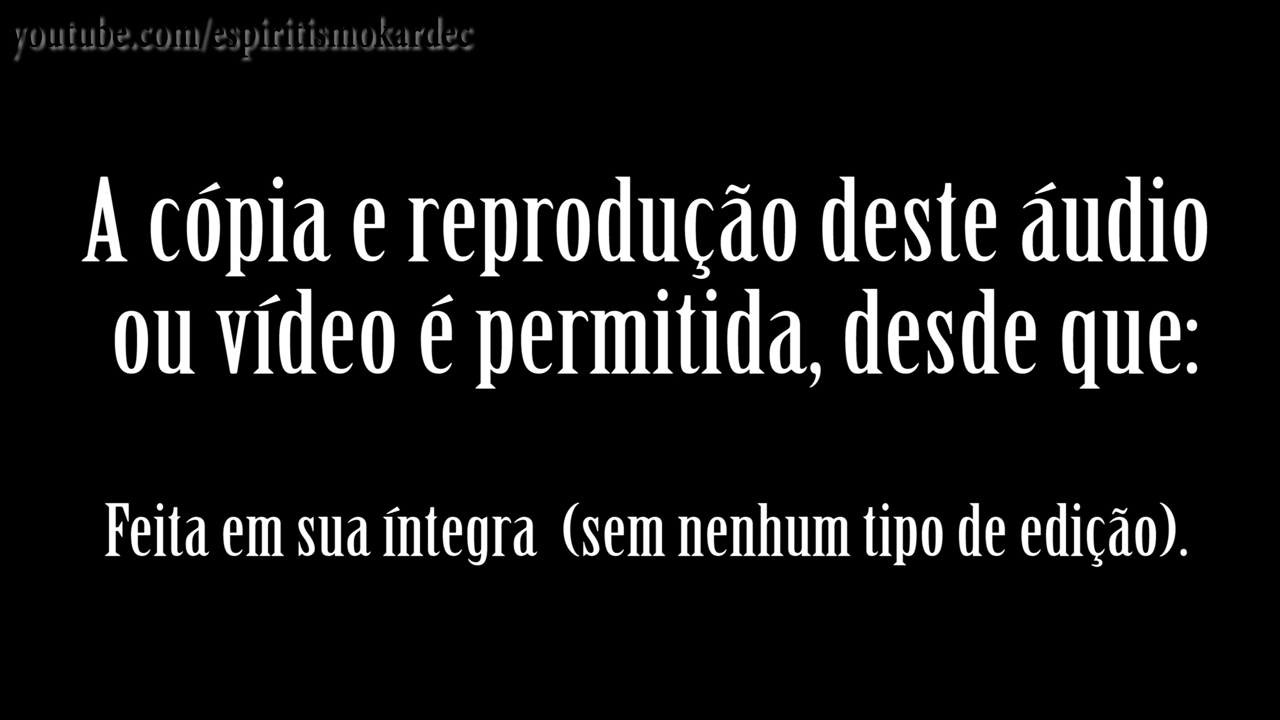 youtube.com/espiritismokardec
A cópia e reprodução deste áudio
ou vídeo é permitida, desde que:
Feita em sua íntegra (sem nenhum tipo de edição).